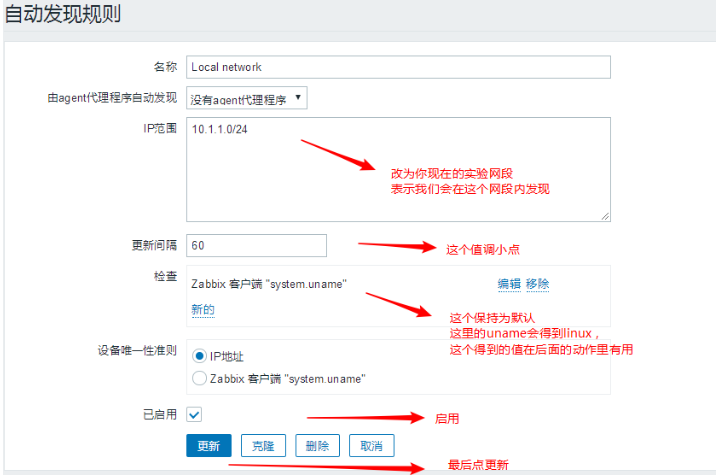 自动发现规则
名称 Local network
由agent代理程序自动发现 没有agent代理程序
IP范围 10.1.1.0/24
改为你现在的实验网段
表示我们会在这个网段内发现
更新间隔 60
这个值调小点
检查 Zabbix 客户端 "system.uname" 编辑 移除
新的
这个保持为默认
这里的uname会得到linux，
这个得到的值在后面的动作里有用
设备唯一性准则 IP地址
Zabbix 客户端 "system.uname"
已启用
启用
更新 克隆 删除 取消
最后点更新